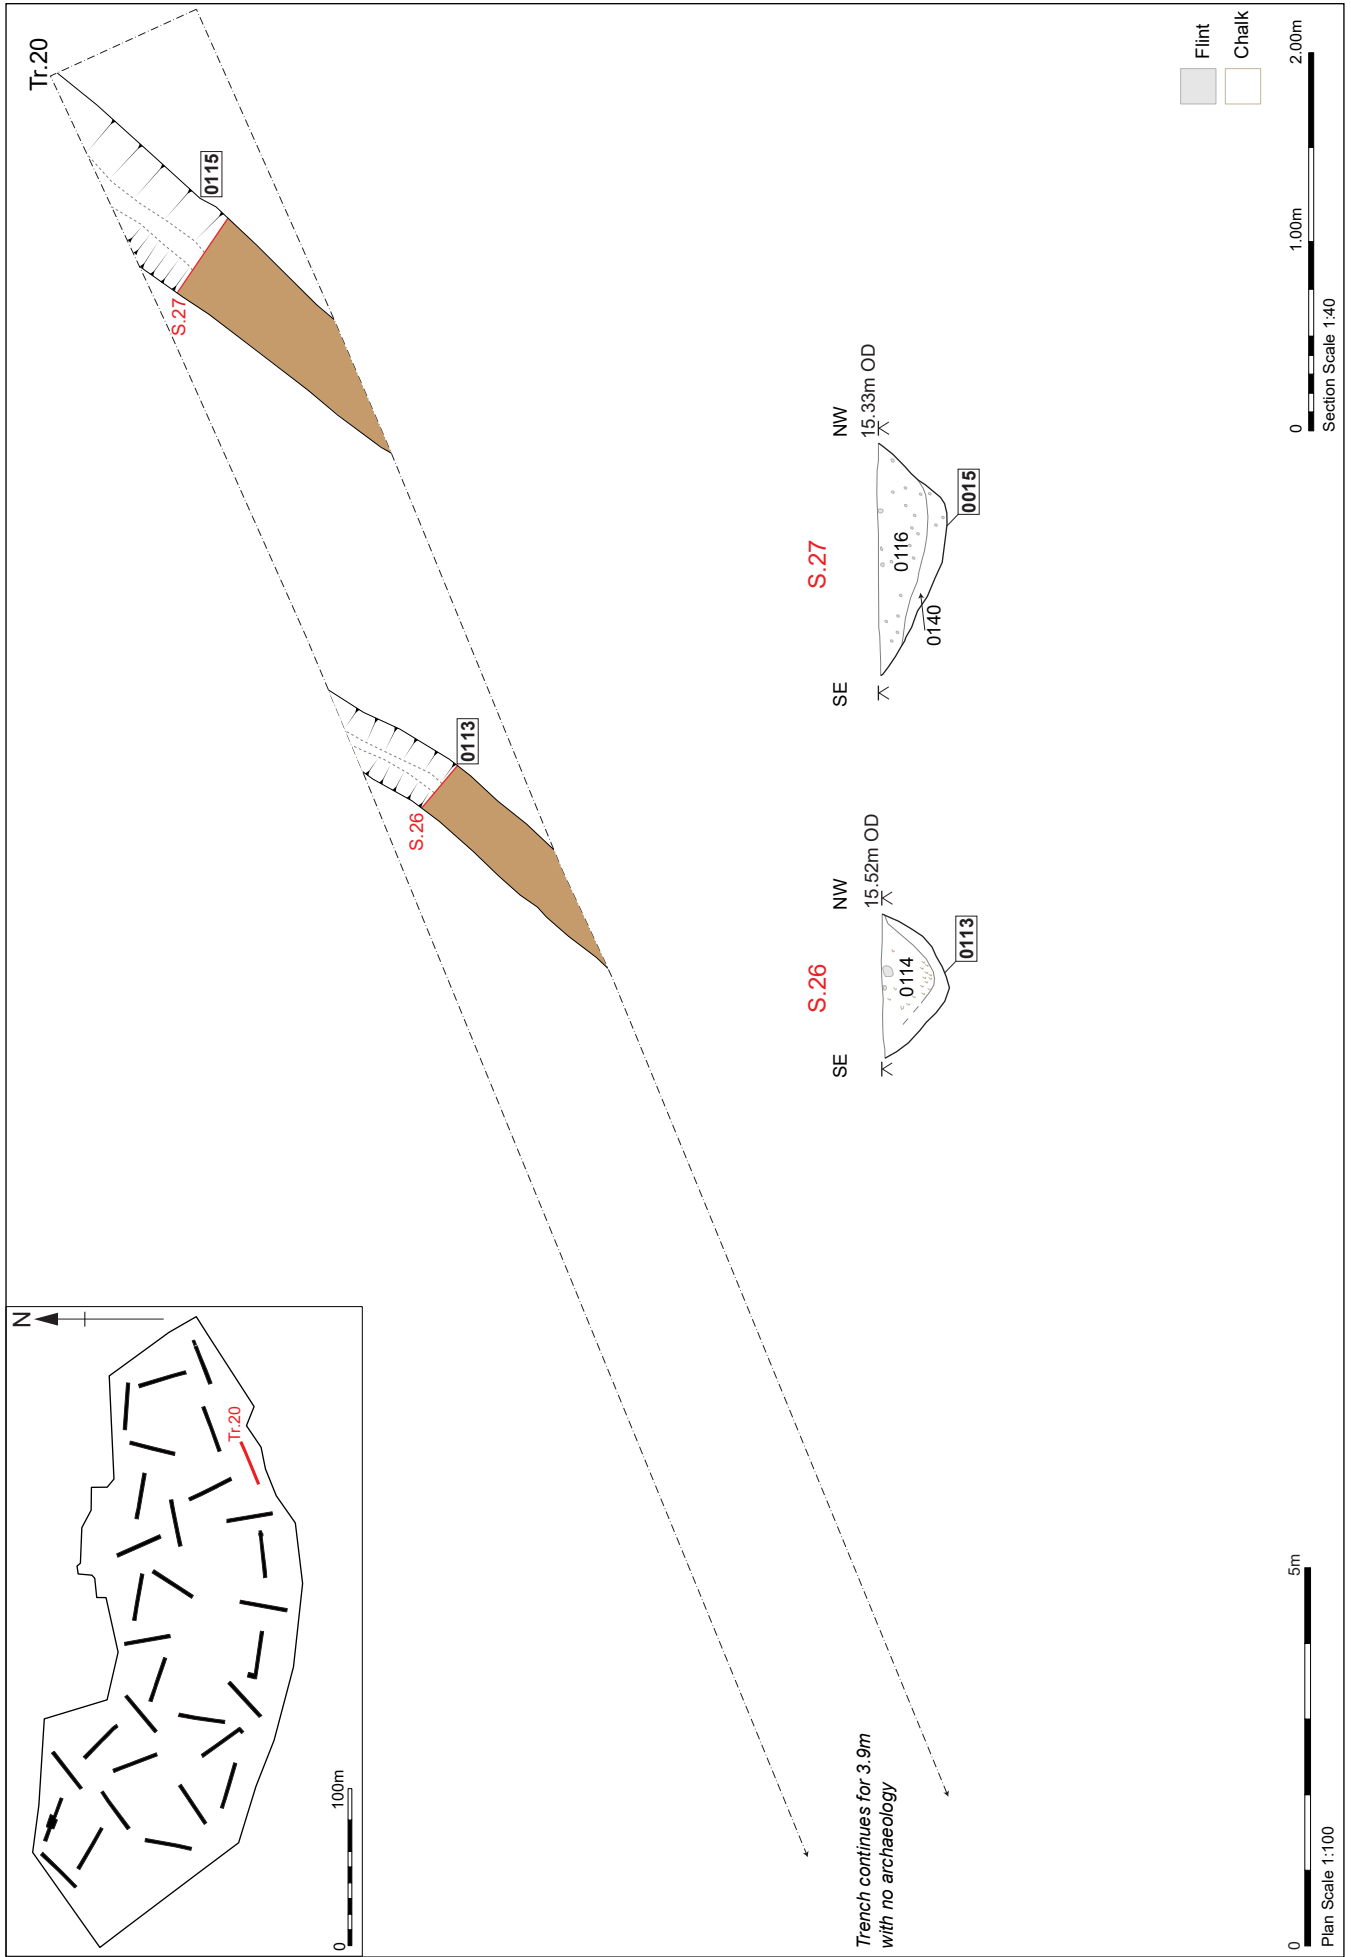 N
Tr.20
0 100m
Tr.20
0115
S.27
0113
S.26
Trench continues for 3.9m
with no archaeology
S.26
SE NW
15.52m OD
0114
0113
S.27
SE NW
15.33m OD
0116
0140
0015
Flint
Chalk
0 5m
Plan Scale 1:100
0 1.00m 2.00m
Section Scale 1:40